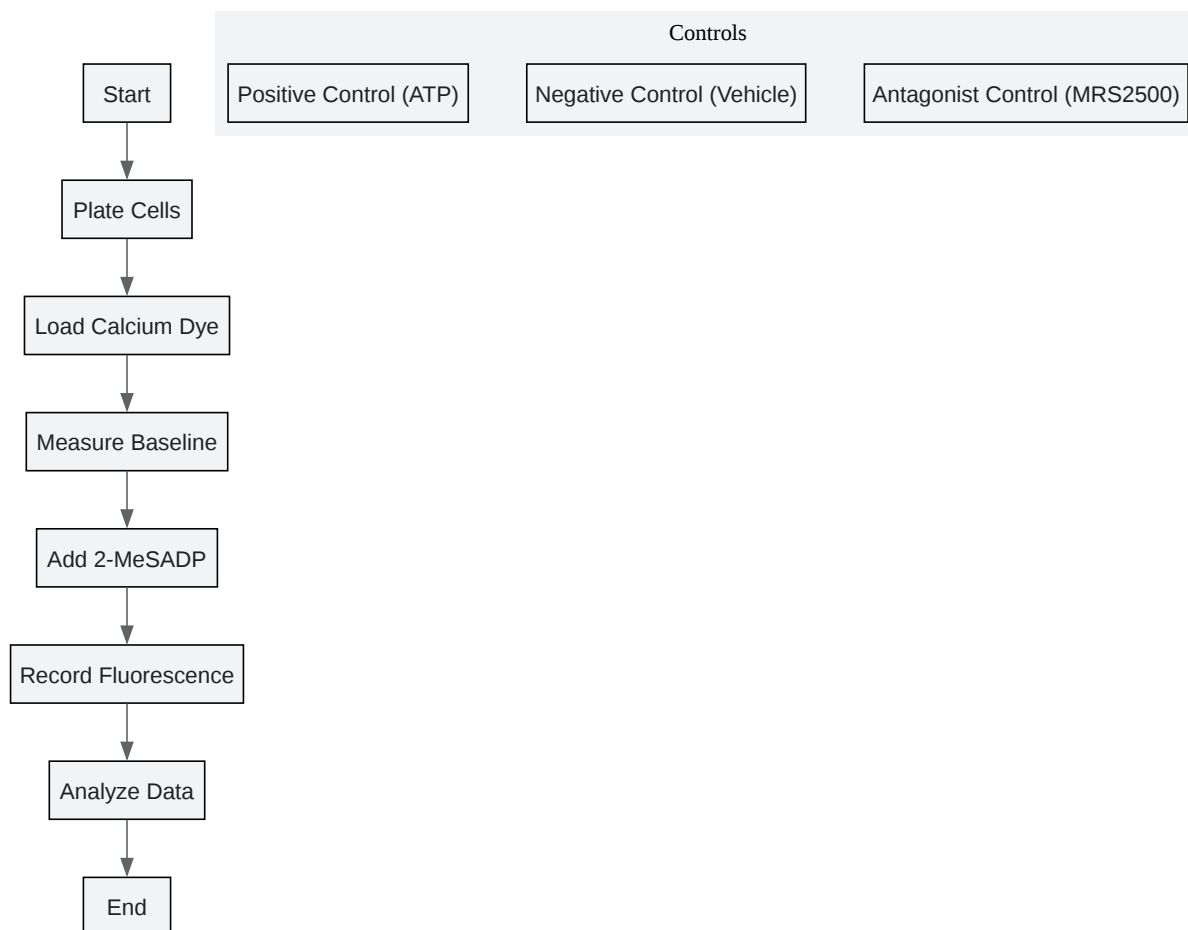 Controls
Start
Positive Control (ATP)
Negative Control (Vehicle)
Antagonist Control (MRS2500)
Plate Cells
Load Calcium Dye
Measure Baseline
Add 2-MeSADP
Record Fluorescence
Analyze Data
End